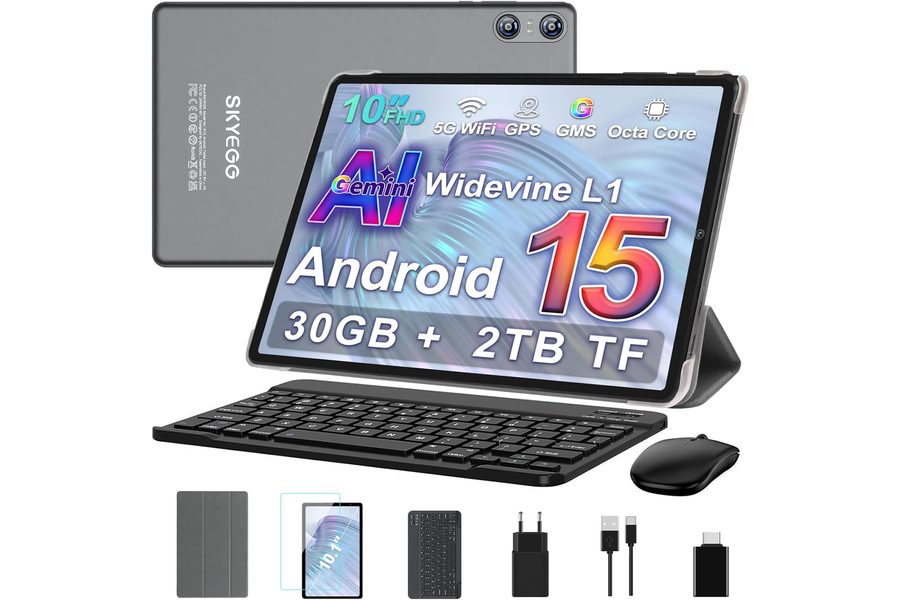 SKYEGG
10" FHD
5G WiFi GPS GMS Octa Core
AI
Gemini
Widevine L1
Android 15
30GB + 2TB TF
10.1"